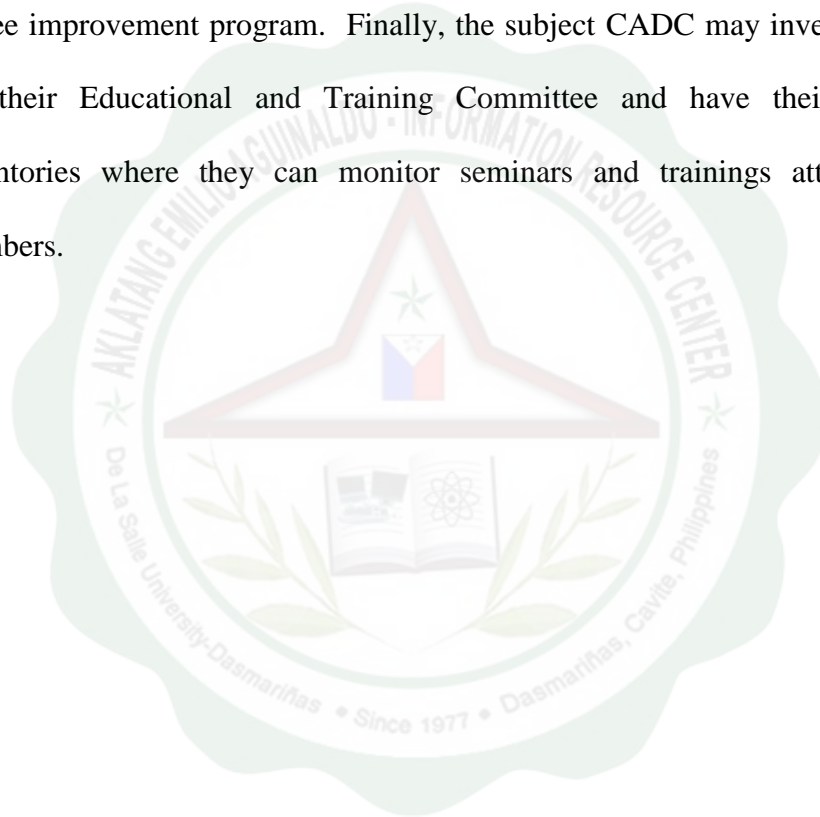 ee improvement program. Finally, the subject CADC may inve
their Educational and Training Committee and have thei
ntories where they can monitor seminars and trainings att
bers.
AKLATANG EMILIO AGUINALDO - INFORMATION RESOURCE CENTER
De La Salle University-Dasmariñas • Since 1977 • Dasmariñas, Cavite, Philippines